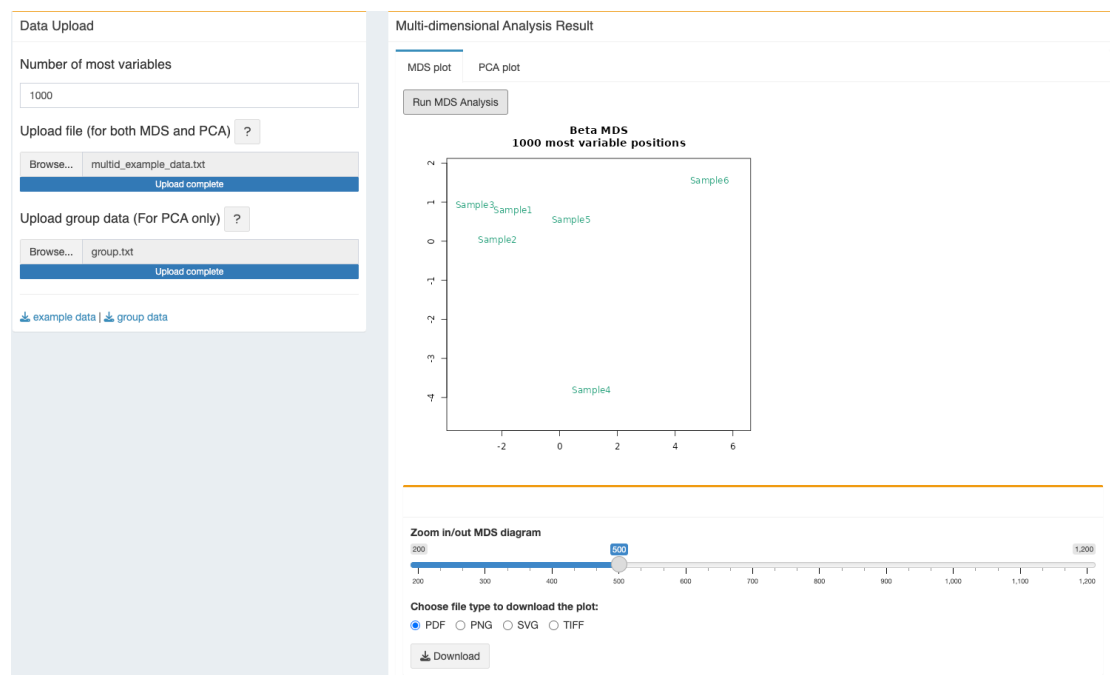 Data Upload
Number of most variables
1000
Upload file (for both MDS and PCA) ?
Browse... multid_example_data.txt
Upload complete
Upload group data (For PCA only) ?
Browse... group.txt
Upload complete
example data | group data
Multi-dimensional Analysis Result
MDS plot PCA plot
Run MDS Analysis
Beta MDS
1000 most variable positions
2
1
0
-1
-2
-3
-4
Sample6
Sample3
Sample1
Sample5
Sample2
Sample4
-2 0 2 4 6
Zoom in/out MDS diagram
200 500 1,200
200 300 400 500 600 700 800 900 1,000 1,100 1,200
Choose file type to download the plot:
PDF PNG SVG TIFF
Download